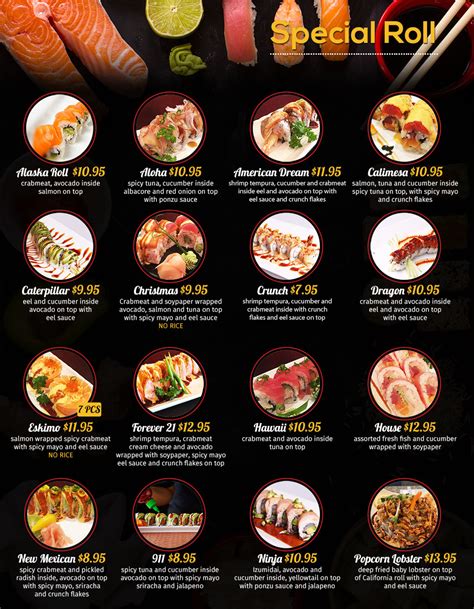 Special Roll
Alaska Roll $10.95
crabmeat, avocado inside
salmon on top
Aloha $10.95
spicy tuna, cucumber inside
albacore and red onion on top
with ponzu sauce
American Dream $11.95
shrimp tempura, cucumber and crabmeat
inside eel and avocado on top with
eel sauce and crunch flakes
Calimesa $10.95
salmon, tuna and cucumber inside
spicy tuna on top, with spicy mayo
and crunch flakes
Caterpillar $9.95
eel and cucumber inside
avocado on top with
eel sauce
Christmas $9.95
Crabmeat and soypaper wrapped
avocado, salmon and tuna on top
with spicy mayo and eel sauce
NO RICE
Crunch $7.95
shrimp tempura, cucumber and
crabmeat inside with crunch
flakes and eel sauce on top
Dragon $10.95
crabmeat and avocado inside
eel and avocado on top
with eel sauce
7 PCS
Eskimo $11.95
salmon wrapped spicy crabmeat
with spicy mayo and eel sauce
NO RICE
Forever 21 $12.95
shrimp tempura, crabmeat
cream cheese and avocado
wrapped with soypaper, spicy mayo
eel sauce and crunch flakes on top
Hawaii $10.95
crabmeat and avocado inside
tuna on top
House $12.95
assorted fresh fish and cucumber
wrapped with soypaper
New Mexican $8.95
spicy crabmeat and pickled
radish inside, avocado on top
with spicy mayo, sriracha and
jalapeno
911 $8.95
spicy tuna and cucumber inside
avocado on top with spicy mayo
sriracha and jalapeno
Ninja $10.95
Izumidai, avocado and
cucumber inside, yellowtail on top
with ponzu sauce and jalapeno
Popcorn Lobster $13.95
deep fried baby lobster on top
of California roll with spicy mayo
and eel sauce